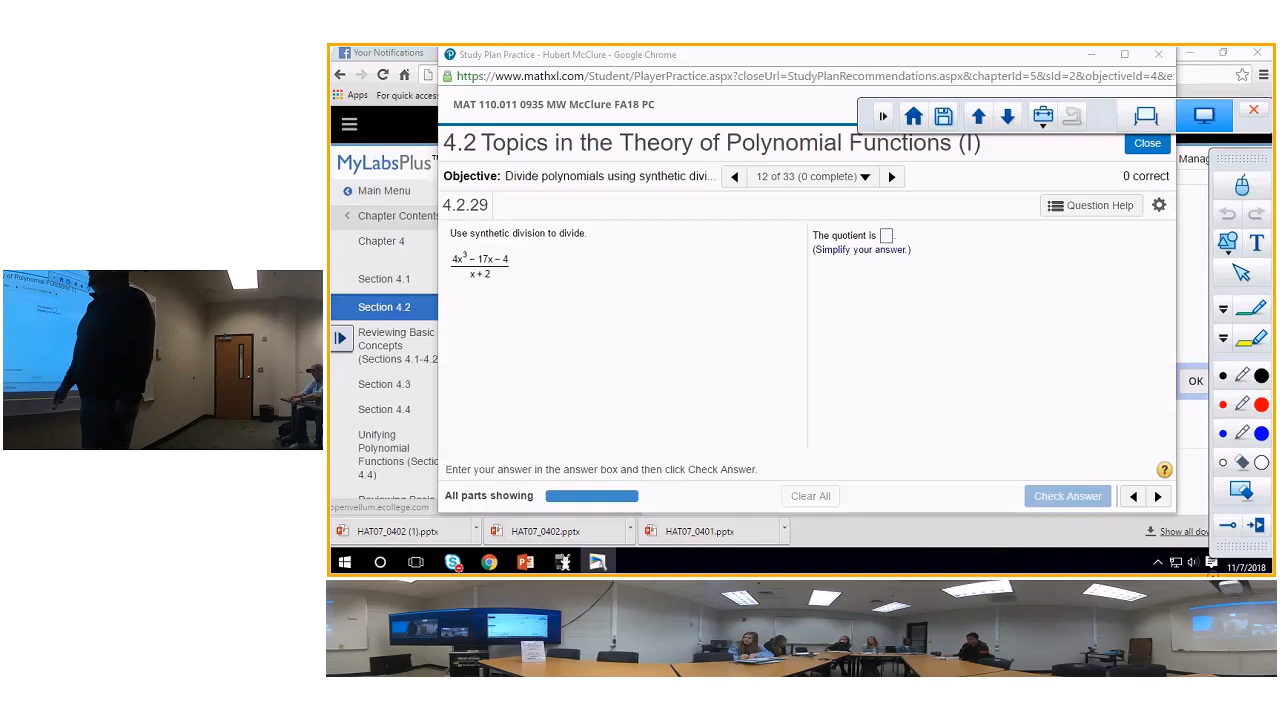 Your Notifications
Study Plan Practice - Hubert McClure - Google Chrome
https://www.mathxl.com/Student/PlayerPractice.aspx?closeUrl=StudyPlanRecommendations.aspx&chapterId=5&sId=2&objectiveId=4&e
Apps For quick access
MAT 110.011 0935 MW McClure FA18 PC
4.2 Topics in the Theory of Polynomial Functions (I)
Close
MyLabsPlus™
Manag
Objective: Divide polynomials using synthetic divi...
12 of 33 (0 complete)
0 correct
Main Menu
4.2.29
Question Help
Chapter Contents
Use synthetic division to divide.
4x³ − 17x − 4
x + 2
The quotient is .
(Simplify your answer.)
Chapter 4
Section 4.1
Section 4.2
Reviewing Basic
Concepts
(Sections 4.1-4.2
Section 4.3
Section 4.4
Unifying
Polynomial
Functions (Sectio
4.4)
OK
T
Enter your answer in the answer box and then click Check Answer.
?
All parts showing
Clear All
Check Answer
openvellum.ecollege.com
HAT07_0402 (1).pptx
HAT07_0402.pptx
HAT07_0401.pptx
Show all dow
11/7/2018